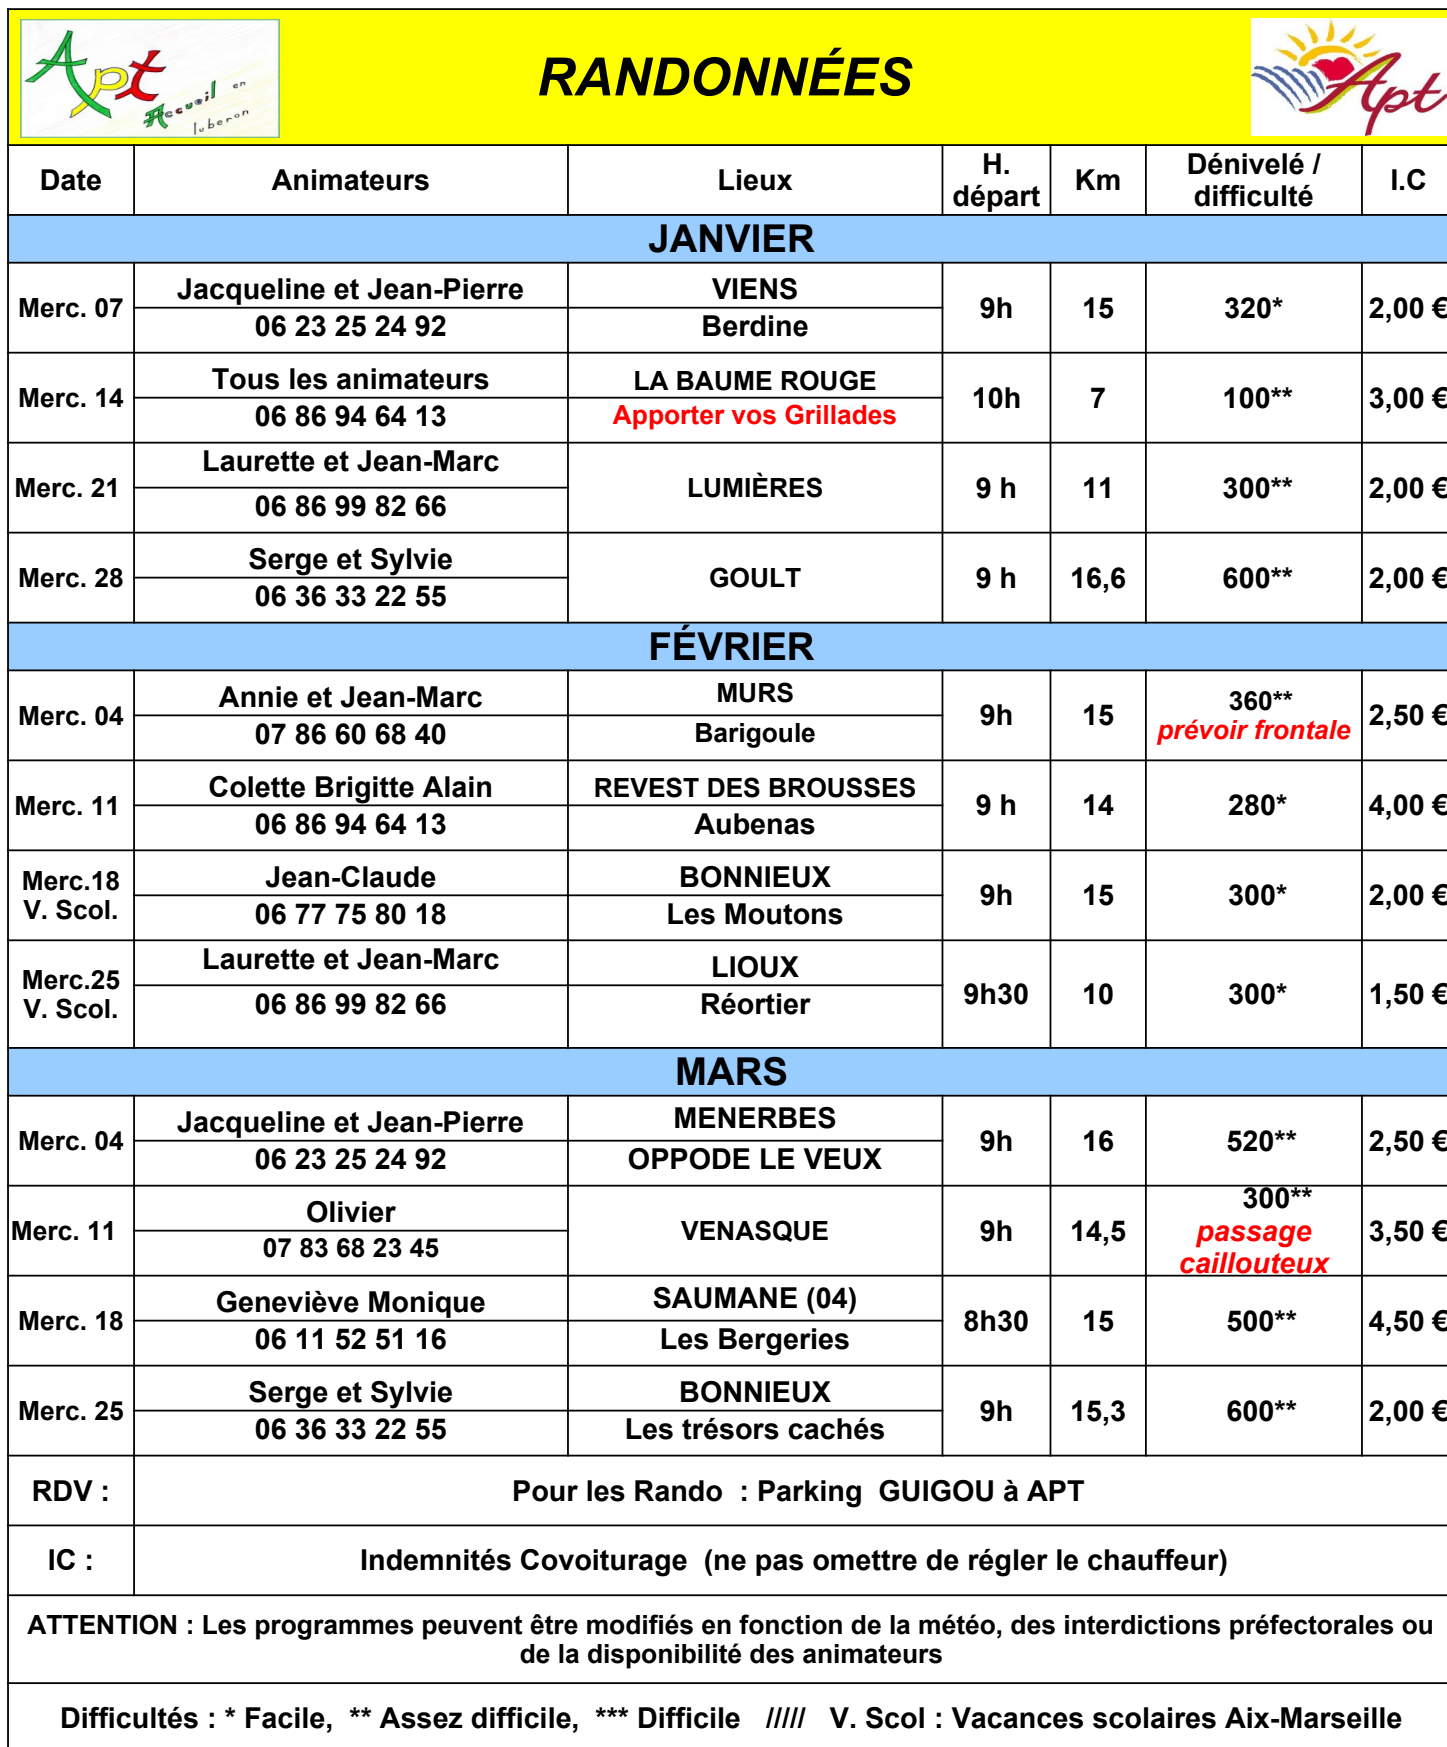 Apt Accueil en
luberon
RANDONNÉES
Apt
Date Animateurs Lieux H. départ Km Dénivelé / difficulté I.C
JANVIER
Merc. 07 Jacqueline et Jean-Pierre VIENS 9h 15 320* 2,00 €
06 23 25 24 92 Berdine
Merc. 14 Tous les animateurs LA BAUME ROUGE 10h 7 100** 3,00 €
06 86 94 64 13 Apporter vos Grillades
Merc. 21 Laurette et Jean-Marc LUMIÈRES 9 h 11 300** 2,00 €
06 86 99 82 66
Merc. 28 Serge et Sylvie GOULT 9 h 16,6 600** 2,00 €
06 36 33 22 55
FÉVRIER
Merc. 04 Annie et Jean-Marc MURS 9h 15 360** 2,50 €
07 86 60 68 40 Barigoule prévoir frontale
Merc. 11 Colette Brigitte Alain REVEST DES BROUSSES 9 h 14 280* 4,00 €
06 86 94 64 13 Aubenas
Merc.18 Jean-Claude BONNIEUX 9h 15 300* 2,00 €
V. Scol. 06 77 75 80 18 Les Moutons
Merc.25 Laurette et Jean-Marc LIOUX 9h30 10 300* 1,50 €
V. Scol. 06 86 99 82 66 Réortier
MARS
Merc. 04 Jacqueline et Jean-Pierre MENERBES 9h 16 520** 2,50 €
06 23 25 24 92 OPPODE LE VEUX
Merc. 11 Olivier VENASQUE 9h 14,5 300** 3,50 €
07 83 68 23 45 passage
caillouteux
Merc. 18 Geneviève Monique SAUMANE (04) 8h30 15 500** 4,50 €
06 11 52 51 16 Les Bergeries
Merc. 25 Serge et Sylvie BONNIEUX 9h 15,3 600** 2,00 €
06 36 33 22 55 Les trésors cachés
RDV : Pour les Rando : Parking GUIGOU à APT
IC : Indemnités Covoiturage (ne pas omettre de régler le chauffeur)
ATTENTION : Les programmes peuvent être modifiés en fonction de la météo, des interdictions préfectorales ou
de la disponibilité des animateurs
Difficultés : * Facile, ** Assez difficile, *** Difficile ///// V. Scol : Vacances scolaires Aix-Marseille